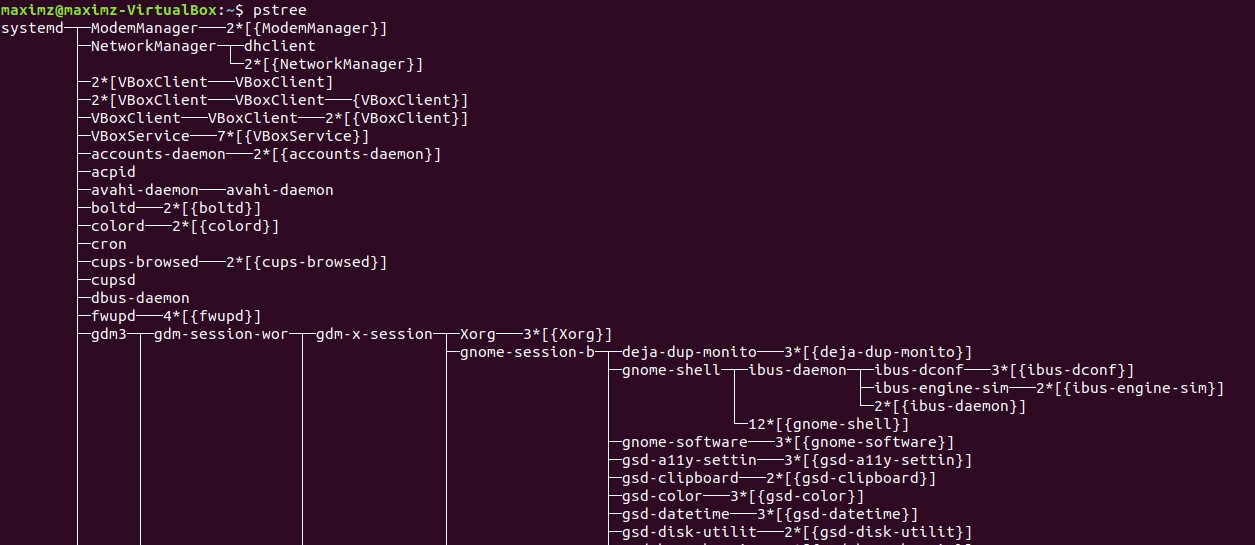 maximz@maximz-VirtualBox:~$ pstree
systemd─┬─ModemManager───2*[{ModemManager}]
        ├─NetworkManager─┬─dhclient
        │                └─2*[{NetworkManager}]
        ├─2*[VBoxClient───VBoxClient]
        ├─2*[VBoxClient───VBoxClient───{VBoxClient}]
        ├─VBoxClient───VBoxClient───2*[{VBoxClient}]
        ├─VBoxService───7*[{VBoxService}]
        ├─accounts-daemon───2*[{accounts-daemon}]
        ├─acpid
        ├─avahi-daemon───avahi-daemon
        ├─boltd───2*[{boltd}]
        ├─colord───2*[{colord}]
        ├─cron
        ├─cups-browsed───2*[{cups-browsed}]
        ├─cupsd
        ├─dbus-daemon
        ├─fwupd───4*[{fwupd}]
        ├─gdm3─┬─gdm-session-wor─┬─gdm-x-session─┬─Xorg───3*[{Xorg}]
        │      │                 │               ├─gnome-session-b─┬─deja-dup-monito───3*[{deja-dup-monito}]
        │      │                 │               │                 ├─gnome-shell─┬─ibus-daemon─┬─ibus-dconf───3*[{ibus-dconf}]
        │      │                 │               │                 │             │             ├─ibus-engine-sim───2*[{ibus-engine-sim}]
        │      │                 │               │                 │             │             └─2*[{ibus-daemon}]
        │      │                 │               │                 │             └─12*[{gnome-shell}]
        │      │                 │               │                 ├─gnome-software───3*[{gnome-software}]
        │      │                 │               │                 ├─gsd-a11y-settin───3*[{gsd-a11y-settin}]
        │      │                 │               │                 ├─gsd-clipboard───2*[{gsd-clipboard}]
        │      │                 │               │                 ├─gsd-color───3*[{gsd-color}]
        │      │                 │               │                 ├─gsd-datetime───3*[{gsd-datetime}]
        │      │                 │               │                 ├─gsd-disk-utilit───2*[{gsd-disk-utilit}]